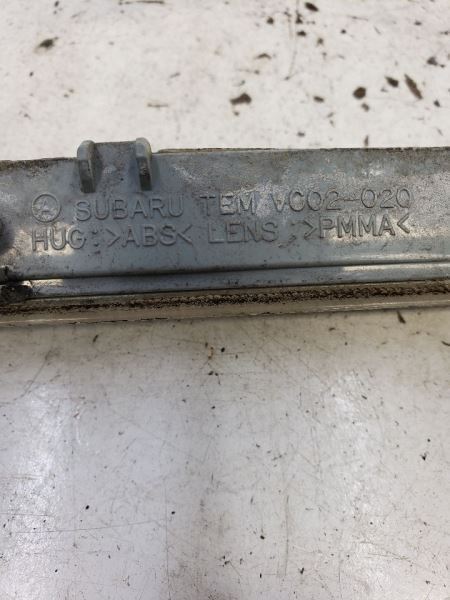 SUBARU TEM VC02-020
HUG:>ABS< LENS:>PMMA<